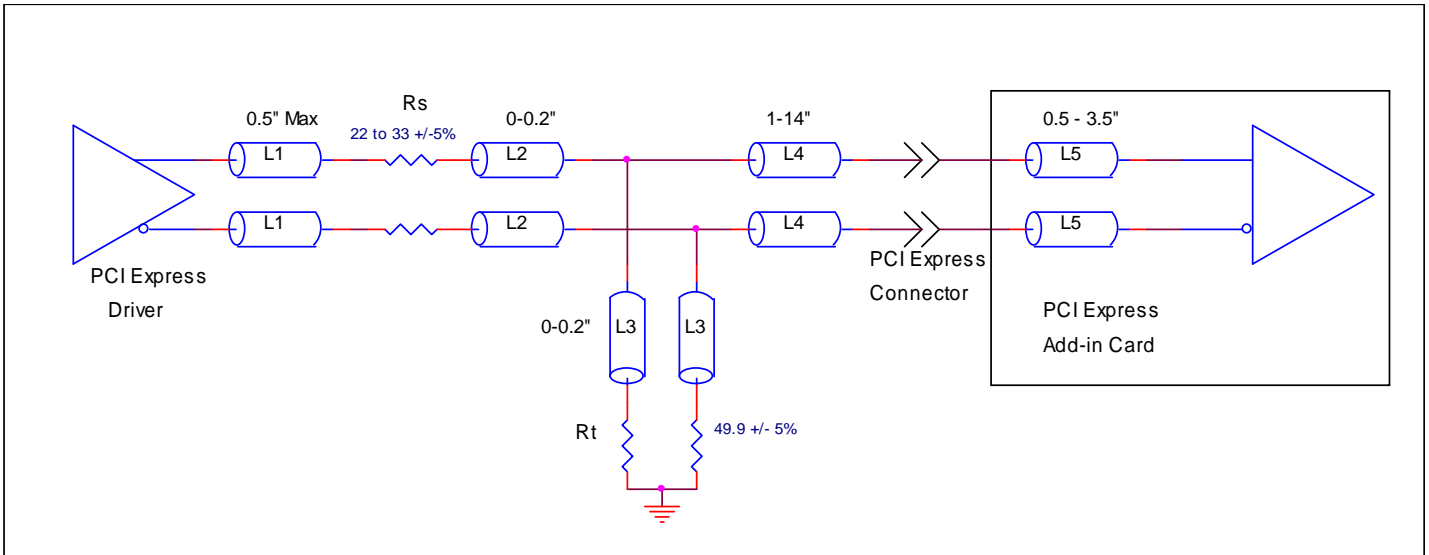 Rs
0.5" Max
22 to 33 +/-5%
0-0.2"
1-14"
0.5 - 3.5"
L1
L2
L4
L5
L1
L2
L4
L5
PCI Express
Driver
PCI Express
Connector
0-0.2"
L3
L3
PCI Express
Add-in Card
Rt
49.9 +/- 5%